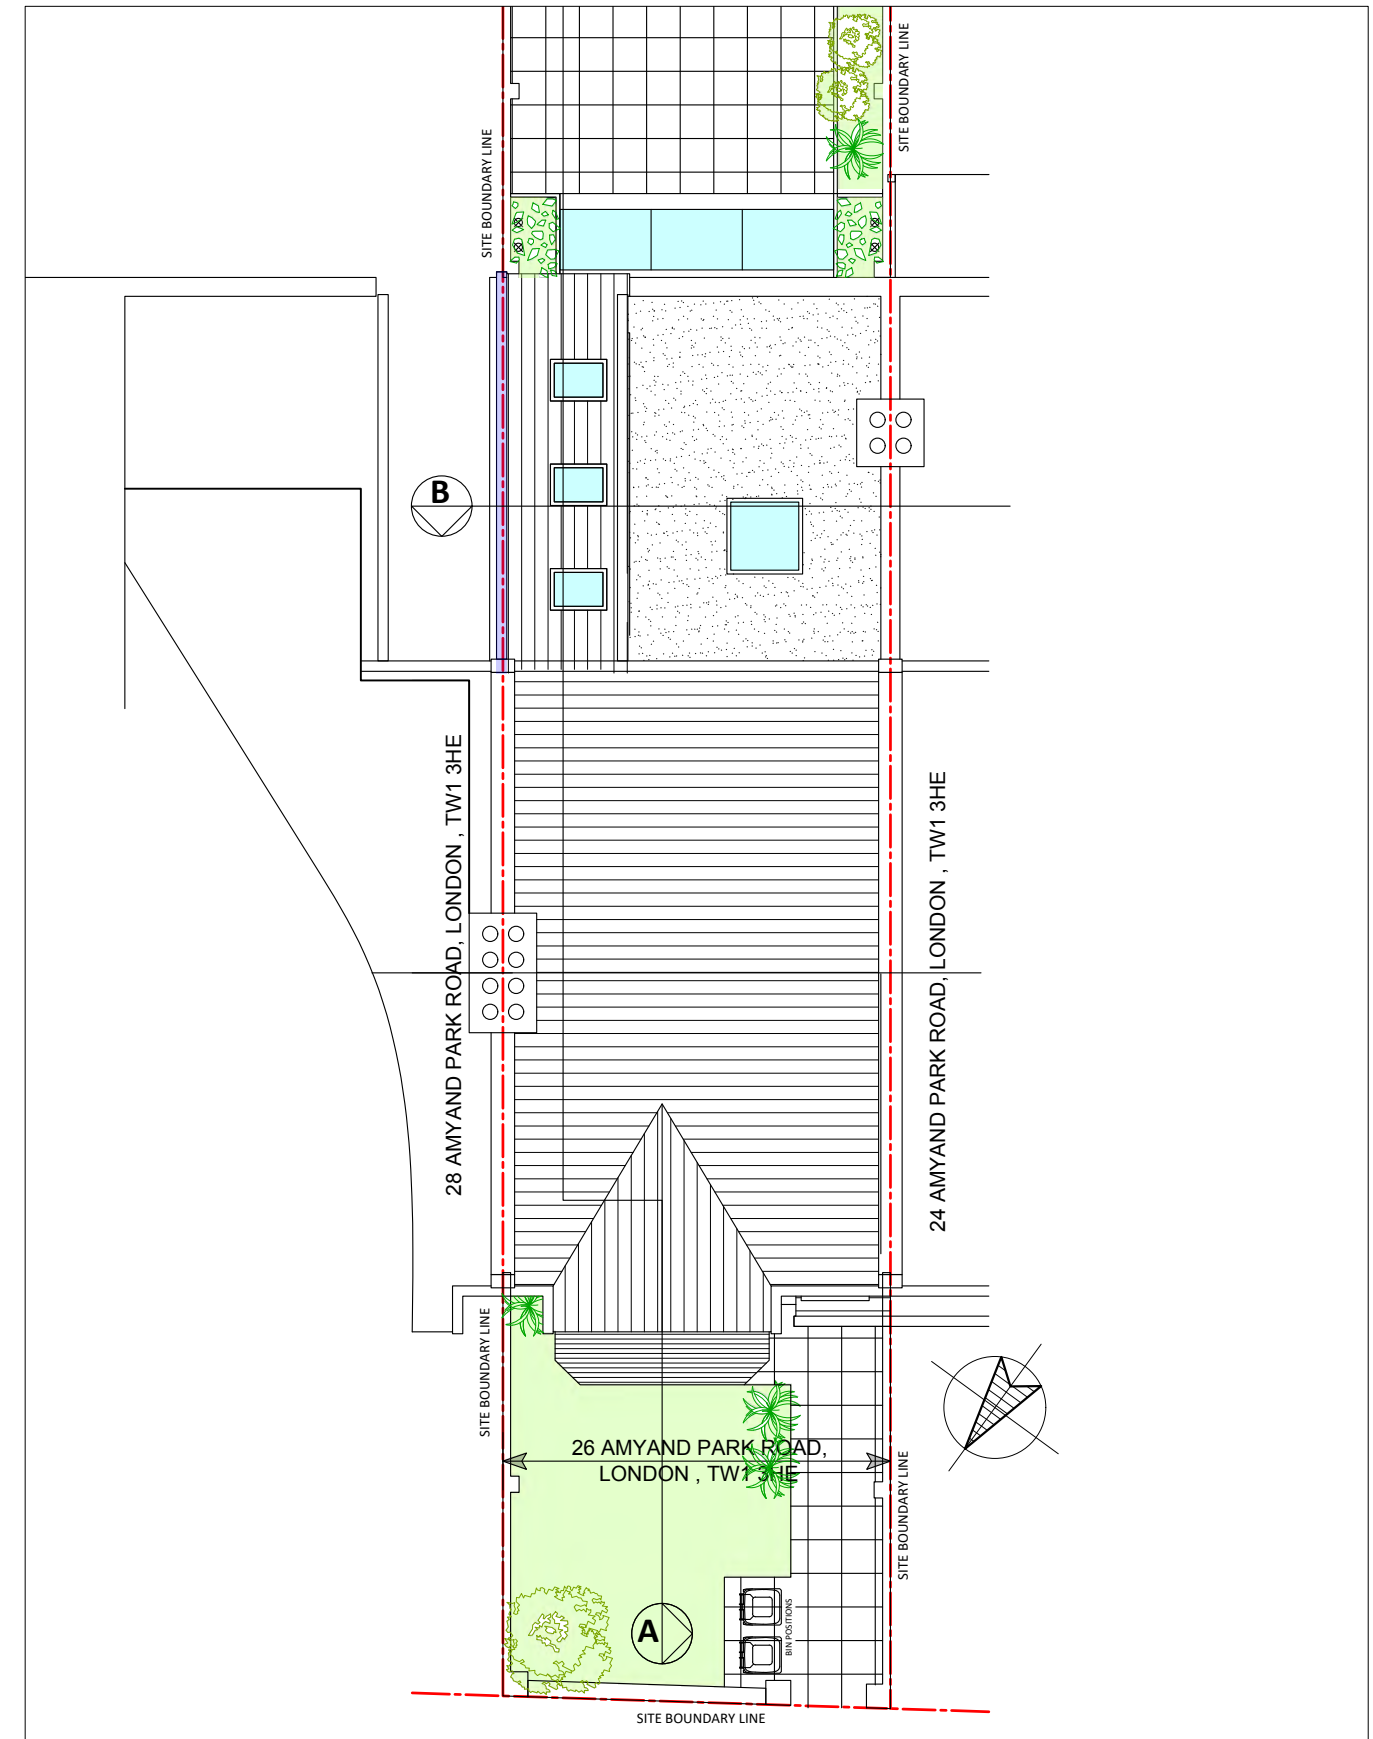 SITE BOUNDARY LINE
SITE BOUNDARY LINE
B
28 AMYAND PARK ROAD, LONDON , TW1 3HE
24 AMYAND PARK ROAD, LONDON , TW1 3HE
SITE BOUNDARY LINE
26 AMYAND PARK ROAD,
LONDON , TW1 3HE
SITE BOUNDARY LINE
BIN POSITIONS
A
SITE BOUNDARY LINE